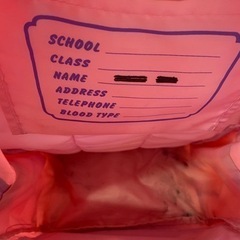 SCHOOL
CLASS
NAME
ADDRESS
TELEPHONE
BLOOD TYPE